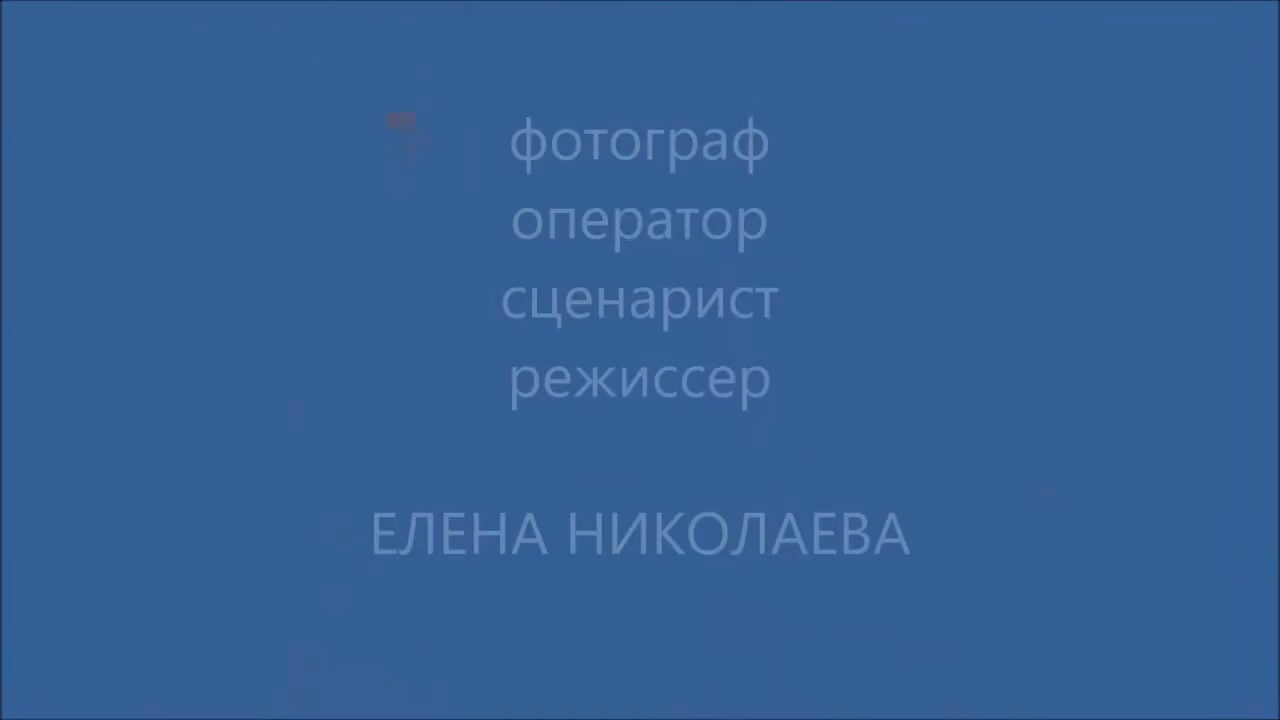 фотограф
оператор
сценарист
режиссер
ЕЛЕНА НИКОЛАЕВА